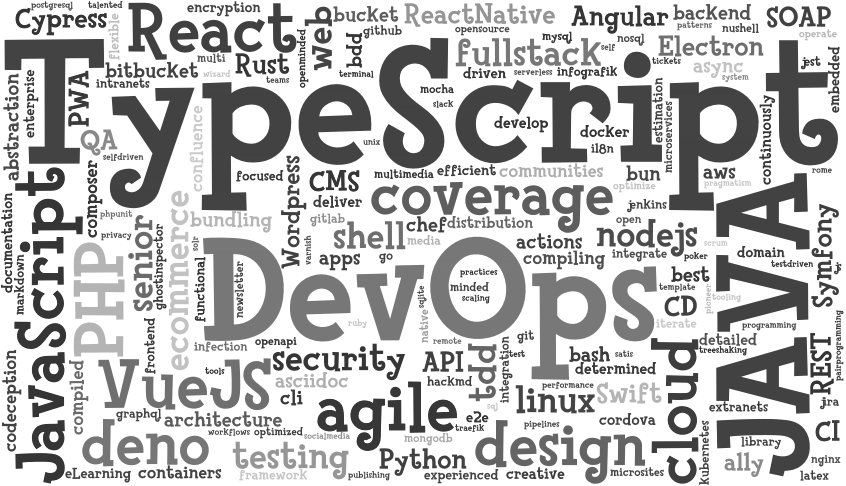 postgresql
talented
encryption
Cypress
flexible
React
multi
openminded
web
bdd
bucket
github
ReactNative
opensource
mysql
nosql
Angular
backend
patterns
nushell
SOAP
operate
TypeScript
fullstack
self
Electron
async
tickets
system
jest
embedded
abstraction
enterprise
PWA
bitbucket
intranets
wizard
Rust
teams
terminal
driven
serverless
infografik
mocha
slack
develop
docker
il8n
estimation
microservices
continuously
QA
selfdriven
confluence
unix
focused
multimedia
efficient
communities
optimize
bun
aws
pragmatism
rome
JavaScript
composer
phpunit
privacy
documentation
markdown
PHP
senior
ghostinspector
ecommerce
bundling
solr
functional
newsletter
Wordpress
varnish
CMS
deliver
gitlab
coverage
jenkins
open
shell
media
chef
distribution
actions
compiling
nodejs
integrate
scrum
poker
apps
go
DevOps
practices
minded
scaling
best
template
CD
iterate
pioneer
tooling
domain
testdriven
JAVA
Symfony
jsf
programming
pairprogramming
ruby
native
sqlite
remote
git
test
frontend
infection
openapi
security
API
hackmd
tdd
integration
bash
satis
determined
performance
detailed
treeshaking
REST
codeception
compiled
VueJS
tools
asciidoc
cli
agile
sql
linux
Swift
cloud
extranets
jra
graphql
architecture
workflows
optimized
socialmedia
mongodb
e2e
traefik
pipelines
cordova
kubernetes
library
CI
deno
testing
framework
Python
design
ally
nginx
eLearning
containers
publishing
experienced
creative
microsites
latex